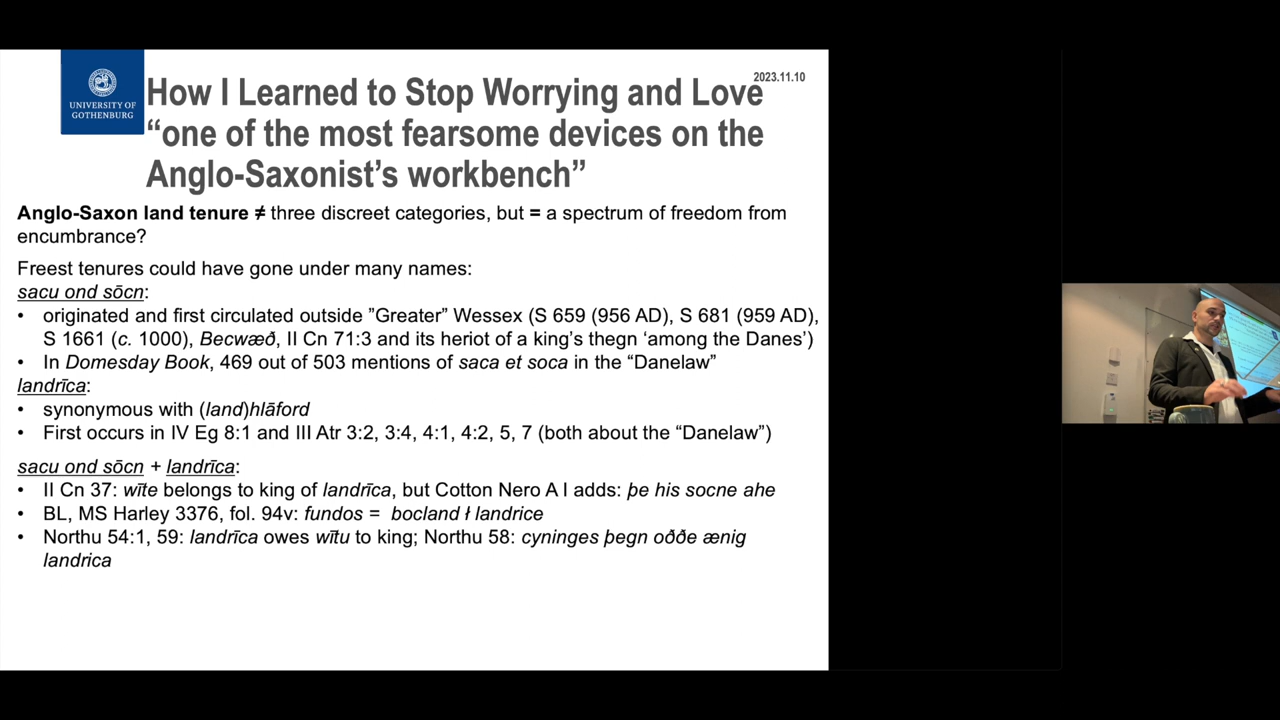 2023.11.10
UNIVERSITY OF
GOTHENBURG
How I Learned to Stop Worrying and Love
“one of the most fearsome devices on the
Anglo-Saxonist’s workbench”
Anglo-Saxon land tenure ≠ three discreet categories, but = a spectrum of freedom from
encumbrance?
Freest tenures could have gone under many names:
sacu ond sōcn:
• originated and first circulated outside ”Greater” Wessex (S 659 (956 AD), S 681 (959 AD),
S 1661 (c. 1000), Becwæð, II Cn 71:3 and its heriot of a king’s thegn ‘among the Danes’)
• In Domesday Book, 469 out of 503 mentions of saca et soca in the “Danelaw”
landrīca:
• synonymous with (land)hlāford
• First occurs in IV Eg 8:1 and III Atr 3:2, 3:4, 4:1, 4:2, 5, 7 (both about the “Danelaw”)
sacu ond sōcn + landrīca:
• II Cn 37: wīte belongs to king of landrīca, but Cotton Nero A I adds: þe his socne ahe
• BL, MS Harley 3376, fol. 94v: fundos = bocland ł landrice
• Northu 54:1, 59: landrīca owes wītu to king; Northu 58: cyninges þegn oððe ænig
landrica